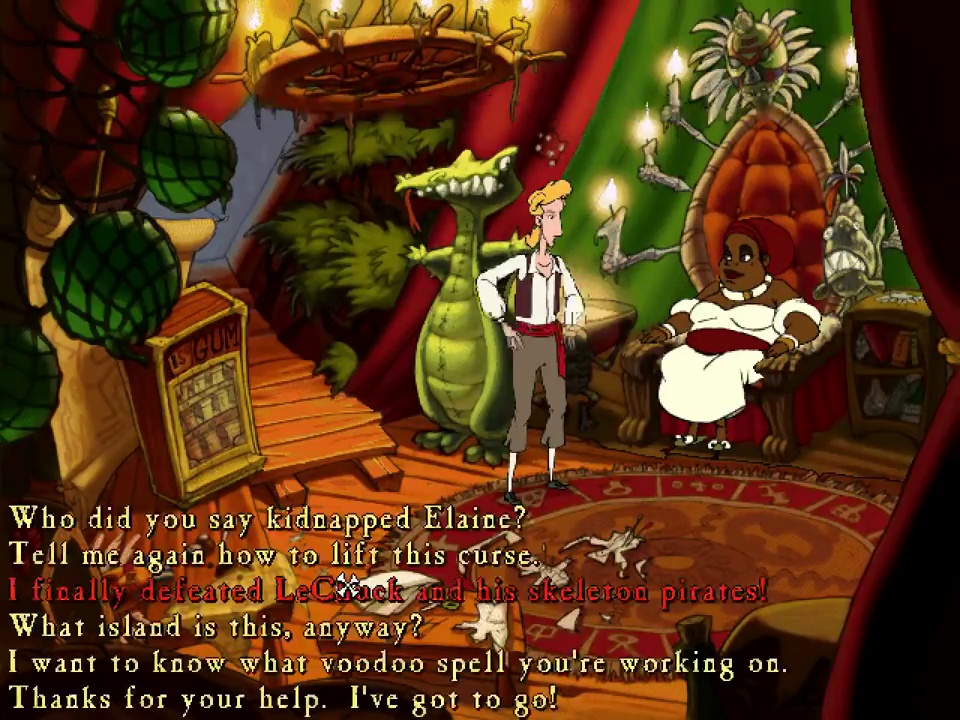 GUM
Who did you say kidnapped Elaine?
Tell me again how to lift this curse.
I finally defeated LeChuck and his skeleton pirates!
What island is this, anyway?
I want to know what voodoo spell you're working on.
Thanks for your help. I've got to go!